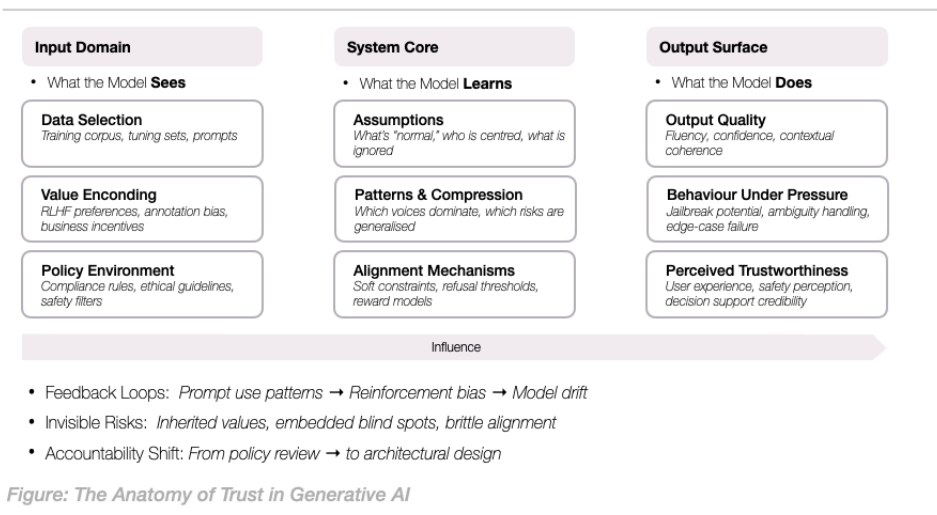 Input Domain
• What the Model Sees
Data Selection
Training corpus, tuning sets, prompts
Value Enconding
RLHF preferences, annotation bias,
business incentives
Policy Environment
Compliance rules, ethical guidelines,
safety filters
System Core
• What the Model Learns
Assumptions
What's "normal," who is centred, what is
ignored
Patterns & Compression
Which voices dominate, which risks are
generalised
Alignment Mechanisms
Soft constraints, refusal thresholds,
reward models
Output Surface
• What the Model Does
Output Quality
Fluency, confidence, contextual
coherence
Behaviour Under Pressure
Jailbreak potential, ambiguity handling,
edge-case failure
Perceived Trustworthiness
User experience, safety perception,
decision support credibility
Influence
• Feedback Loops: Prompt use patterns → Reinforcement bias → Model drift
• Invisible Risks: Inherited values, embedded blind spots, brittle alignment
• Accountability Shift: From policy review → to architectural design
Figure: The Anatomy of Trust in Generative AI